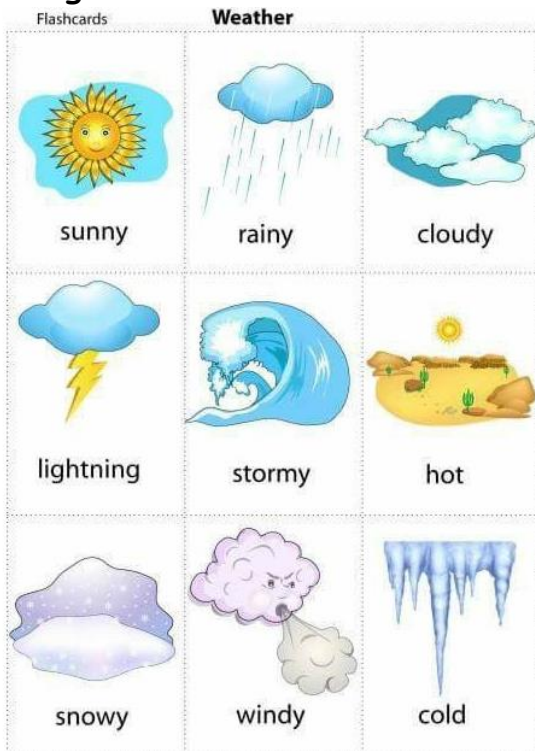 Flashcards Weather
sunny rainy cloudy
lightning stormy hot
snowy windy cold